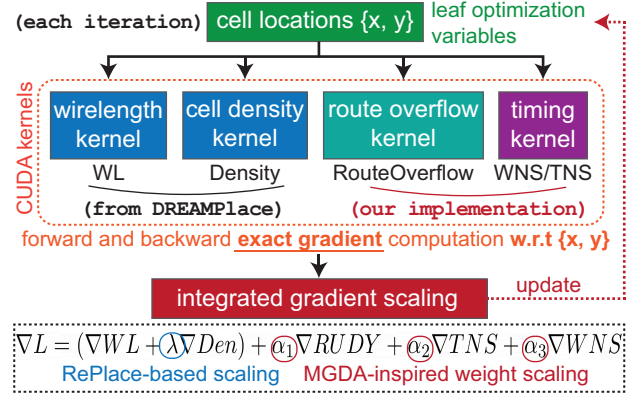 (each iteration) cell locations {x, y} leaf optimization variables
CUDA kernels
wirelength kernel
cell density kernel
route overflow kernel
timing kernel
WL Density RouteOverflow WNS/TNS
(from DREAMPlace) (our implementation)
forward and backward exact gradient computation w.r.t {x, y}
integrated gradient scaling
update
∇L = (∇WL + λ∇Den) + α₁∇RUDY + α₂∇TNS + α₃∇WNS
RePlace-based scaling MGDA-inspired weight scaling